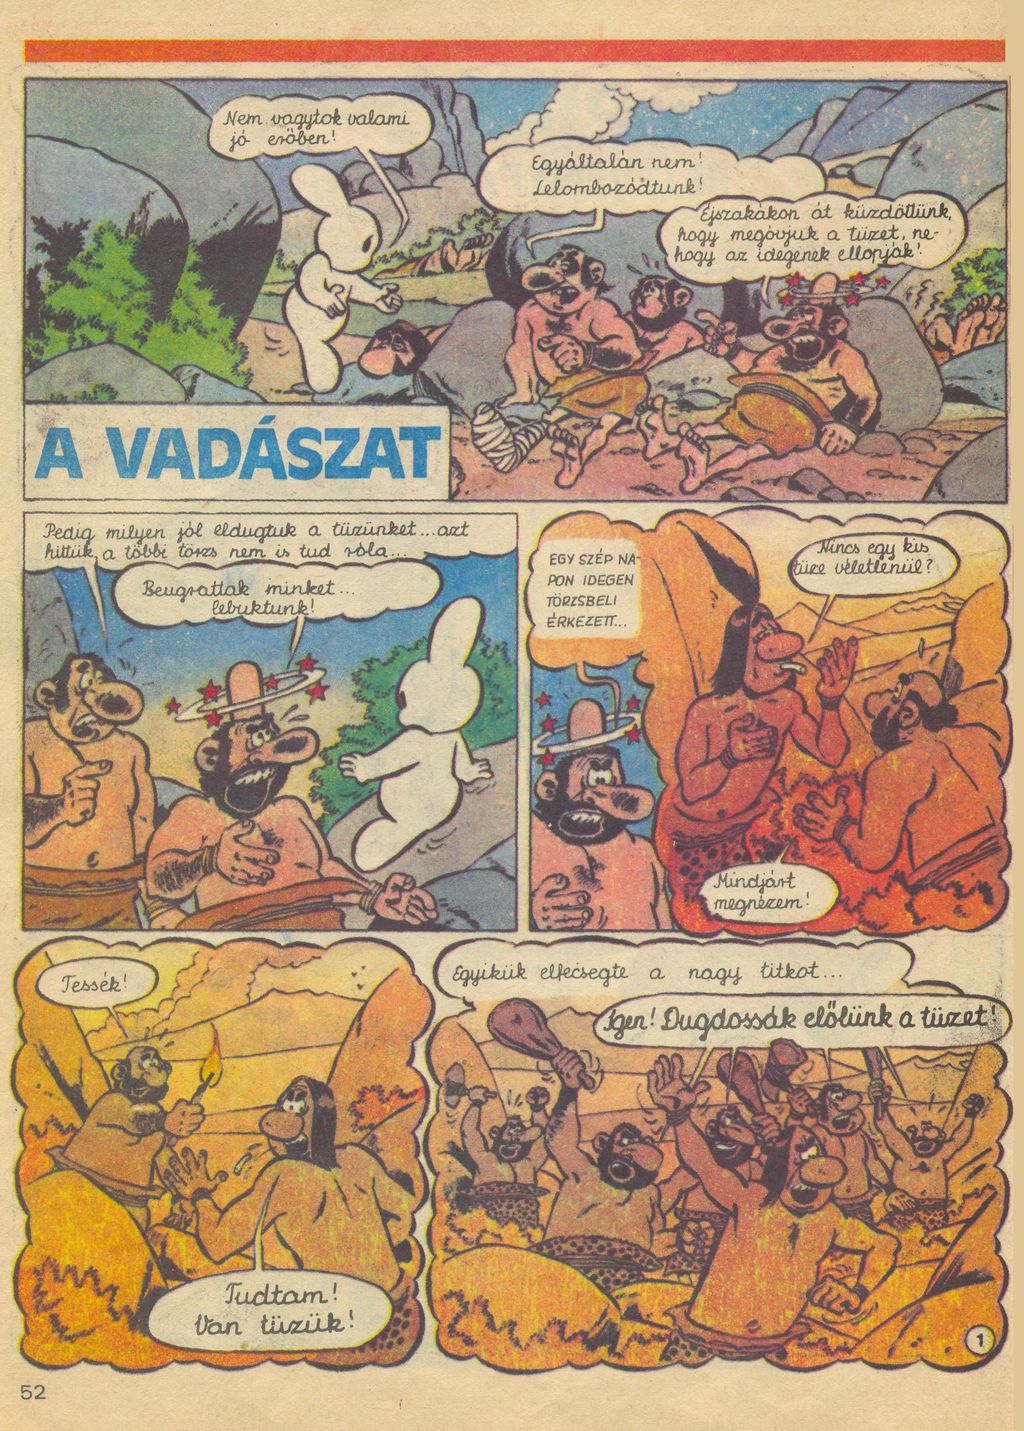 Nem vagytok valami
jó erőben!
Egyáltalán nem!
Lelombozódtunk!
Éjszakákon át küzdöttünk,
hogy megóvjuk a tüzet, ne-
hogy az idegenek ellopják!
A VADÁSZAT
Pedig milyen jól eldugtuk a tüzünket...azt
hittük, a többi törzs nem is tud róla...
Beugrattak minket...
lebuktunk!
EGY SZÉP NA-
PON IDEGEN
TÖRZSBELI
ÉRKEZETT...
Nincs egy kis
tüze véletlenül?
Mindjárt
megnézem!
Tessék!
Tudtam!
Van tüzük!
Egyikük elfecsegte a nagy titkot...
Igen! Dugdossák előlünk a tüzet!
1
52